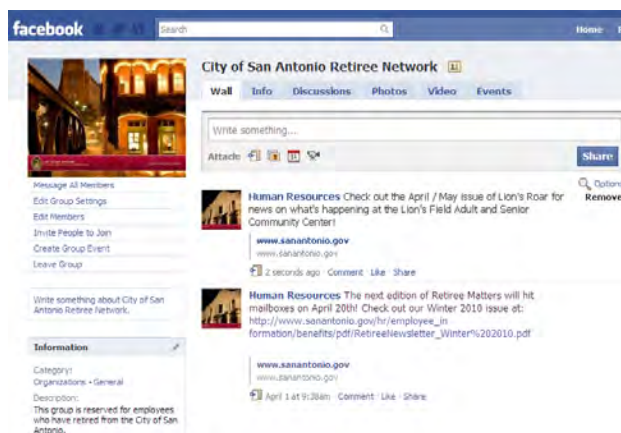 facebook
Search
Home
City of San Antonio Retiree Network
Wall Info Discussions Photos Video Events
Write something...
Attach:
Share
Message All Members
Edit Group Settings
Edit Members
Invite People to Join
Create Group Event
Leave Group
Write something about City of San
Antonio Retiree Network.
Information
Category:
Organizations - General
Description:
This group is reserved for employees
who have retired from the City of San
Antonio.
Options
Remove
Human Resources Check out the April / May issue of Lion's Roar for
news on what's happening at the Lion's Field Adult and Senior
Community Center!
www.sanantonio.gov
www.sanantonio.gov
2 seconds ago · Comment · Like · Share
Human Resources The next edition of Retiree Matters will hit
mailboxes on April 20th! Check out our Winter 2010 issue at:
http://www.sanantonio.gov/hr/employee_in
formation/benefits/pdf/RetireeNewsletter_Winter%202010.pdf
www.sanantonio.gov
www.sanantonio.gov
April 1 at 9:38am · Comment · Like · Share